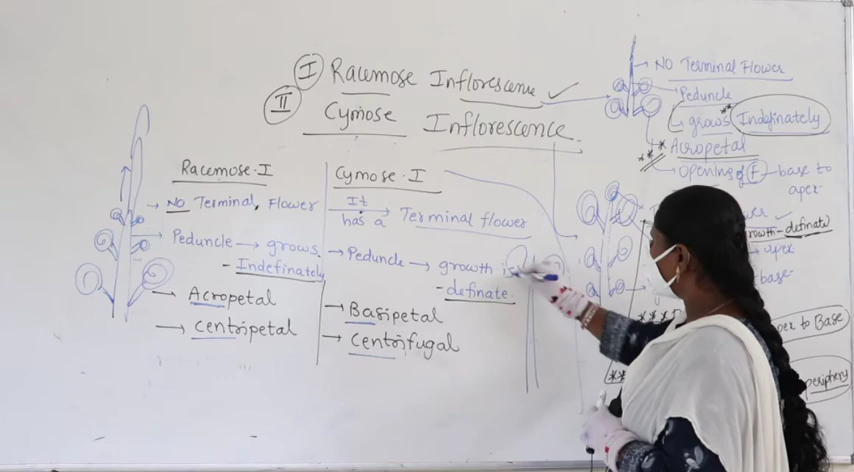 I Racemose Inflorescence ✓
II Cymose Inflorescence
Racemose-I
NO Terminal Flower
Peduncle → grows
- Indefinately
→ Acropetal
→ Centripetal
Cymose-I
It has a → Terminal flower
→ Peduncle → growth
- definate.
→ Basipetal
→ Centrifugal
→ NO Terminal Flower
→ Peduncle
grows ** Indefinately
* Acropetal
** → opening of F - base to
apex
growth - definate
apex
base
apex to Base
periphery